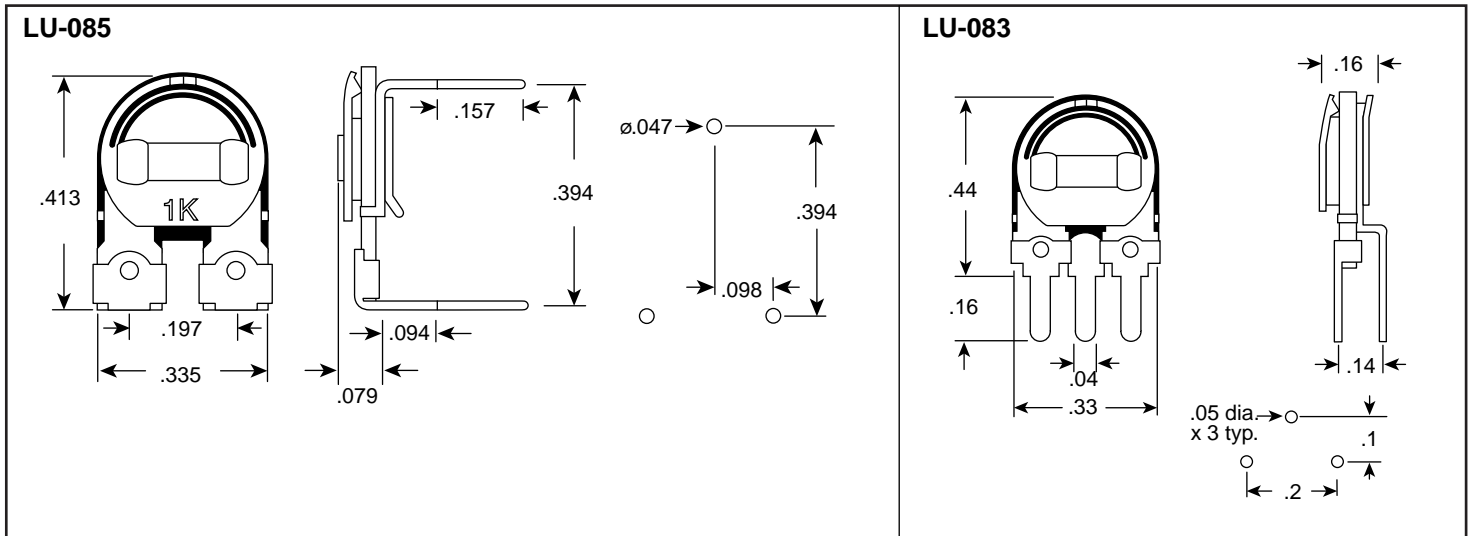 LU-085
.413
1K
.197
.335
.157
.394
.094
.079
ø.047
.394
.098
LU-083
.44
.16
.04
.33
.16
.14
.05 dia.
x 3 typ.
.1
.2